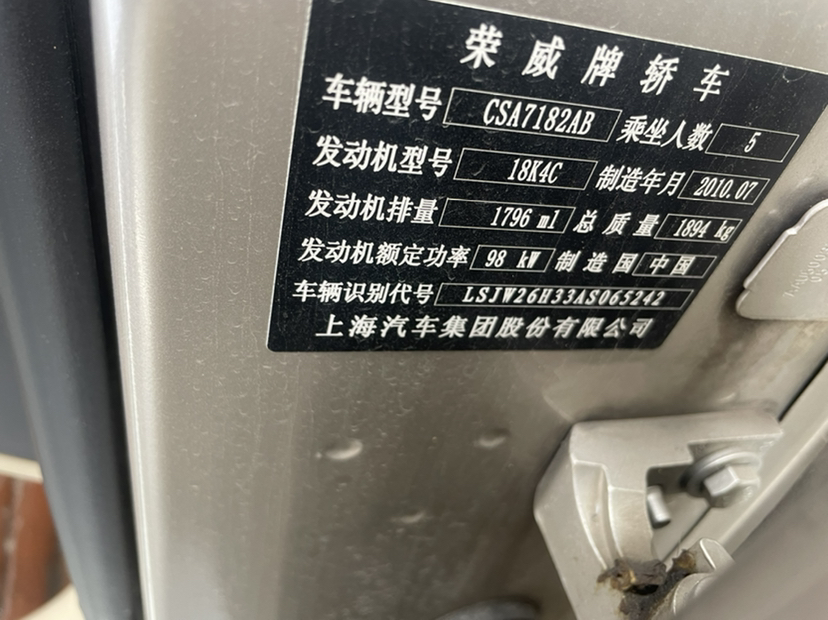 荣威牌轿车
车辆型号 CSA7182AB 乘坐人数 5
发动机型号 18K4C 制造年月 2010.07
发动机排量 1796 ml 总质量 1894 kg
发动机额定功率 98 kW 制造国 中国
车辆识别代号 LSJW26H33AS065242
上海汽车集团股份有限公司